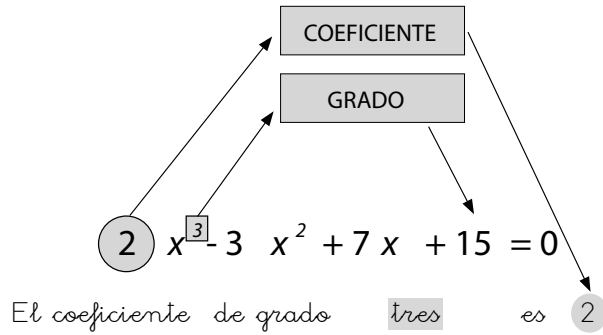 COEFICIENTE
GRADO
2 x³ - 3 x² + 7 x + 15 = 0
El coeficiente de grado tres es 2